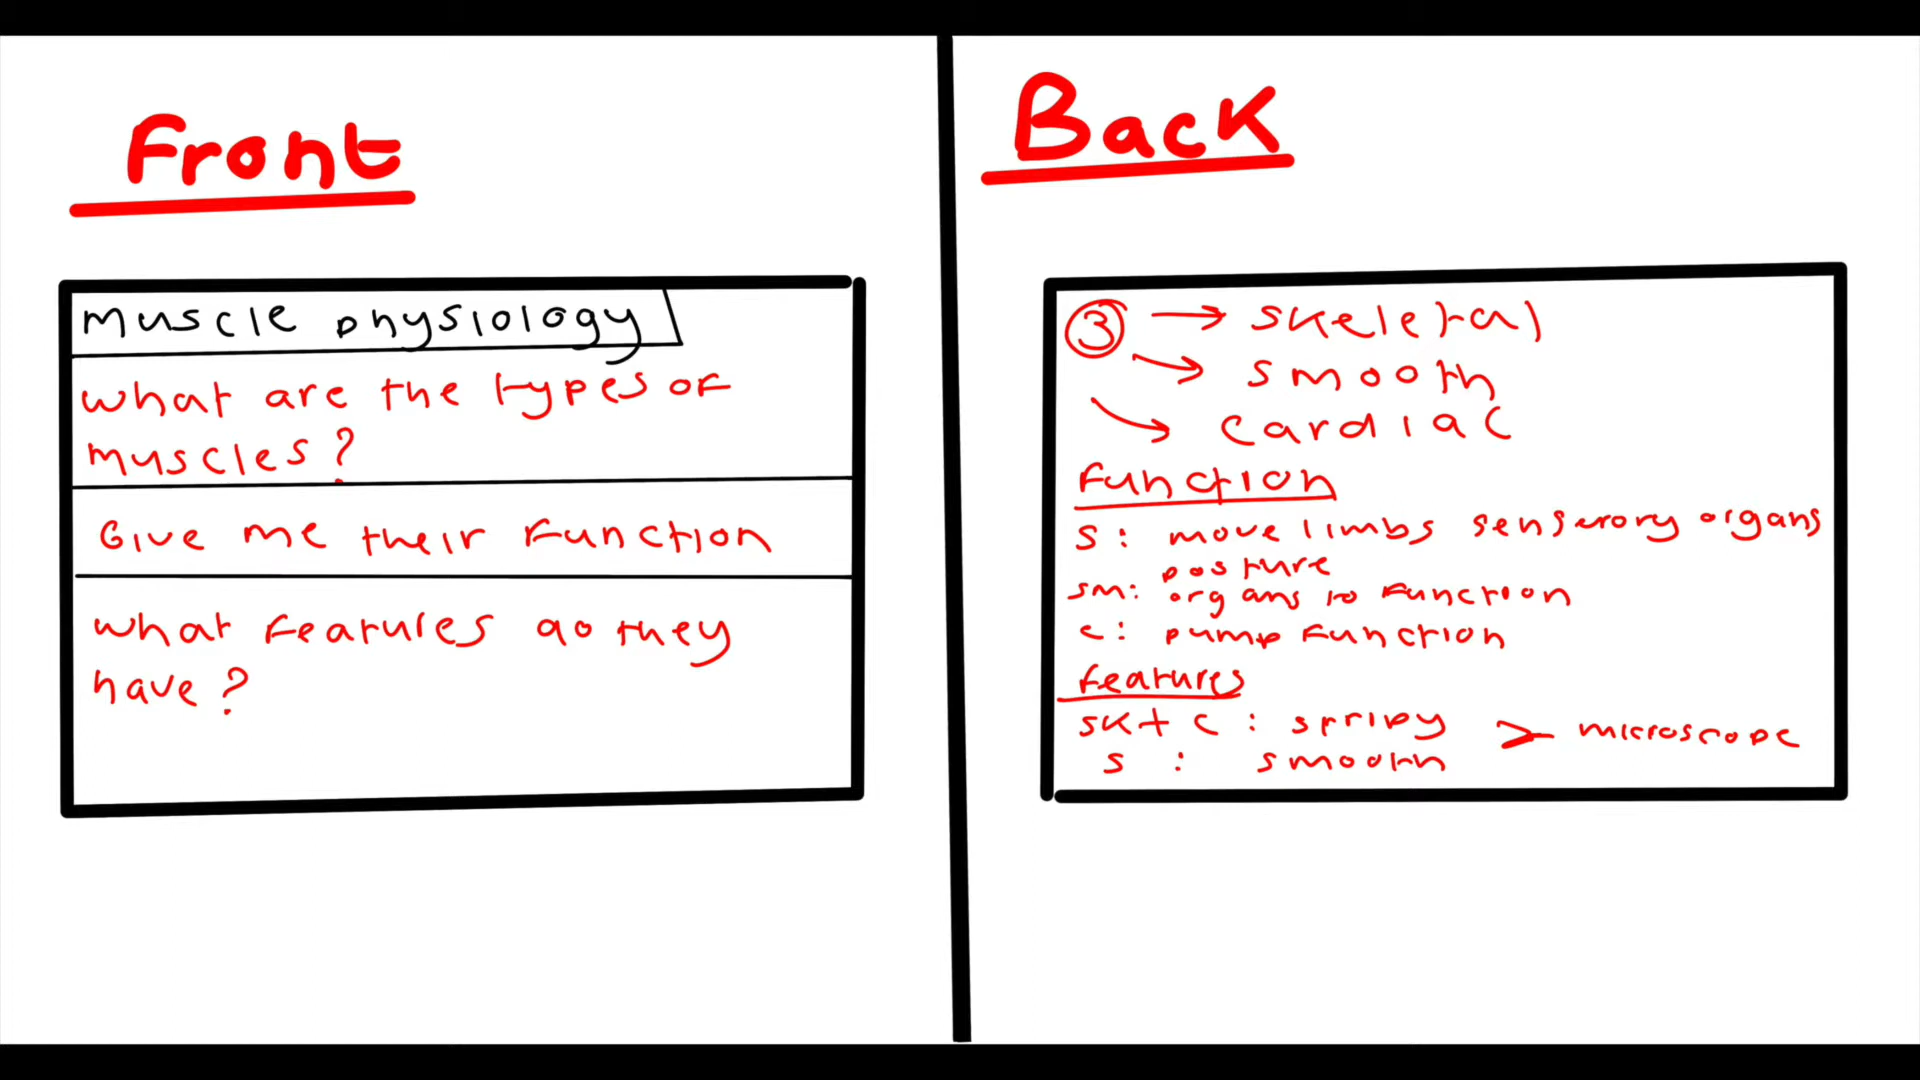 Front
muscle physiology
what are the types of
muscles?
Give me their function
what features do they
have?
Back
3 → skeletal
→ smooth
→ cardiac
function
s: move limbs sensory organs
posture
sm: organs to function
c: pump function
features
sk + c : stripy > microscope
s : smooth